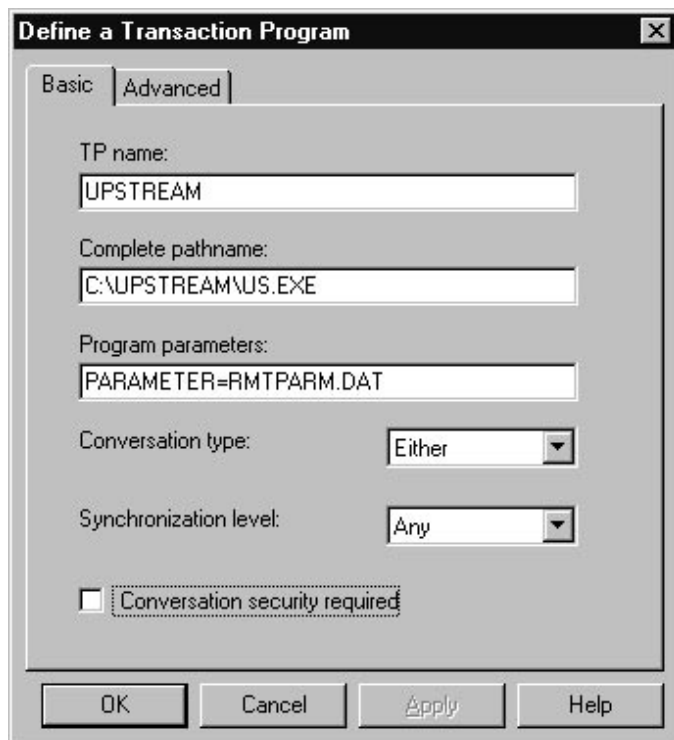 Define a Transaction Program
Basic Advanced
TP name:
UPSTREAM
Complete pathname:
C:\UPSTREAM\US.EXE
Program parameters:
PARAMETER=RMTPARM.DAT
Conversation type: Either
Synchronization level: Any
Conversation security required
OK Cancel Apply Help